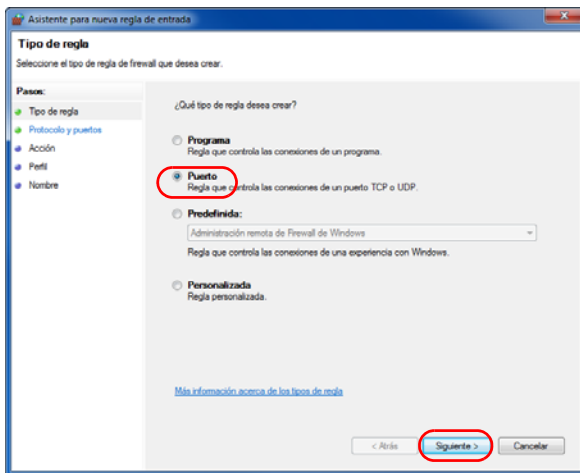 Asistente para nueva regla de entrada
Tipo de regla
Seleccione el tipo de regla de firewall que desea crear.
Pasos:
Tipo de regla
Protocolo y puertos
Acción
Perfil
Nombre
¿Qué tipo de regla desea crear?
Programa
Regla que controla las conexiones de un programa.
Puerto
Regla que controla las conexiones de un puerto TCP o UDP.
Predefinida:
Administración remota de Firewall de Windows
Regla que controla las conexiones de una experiencia con Windows.
Personalizada
Regla personalizada.
Más información acerca de los tipos de regla
< Atrás
Siguiente >
Cancelar